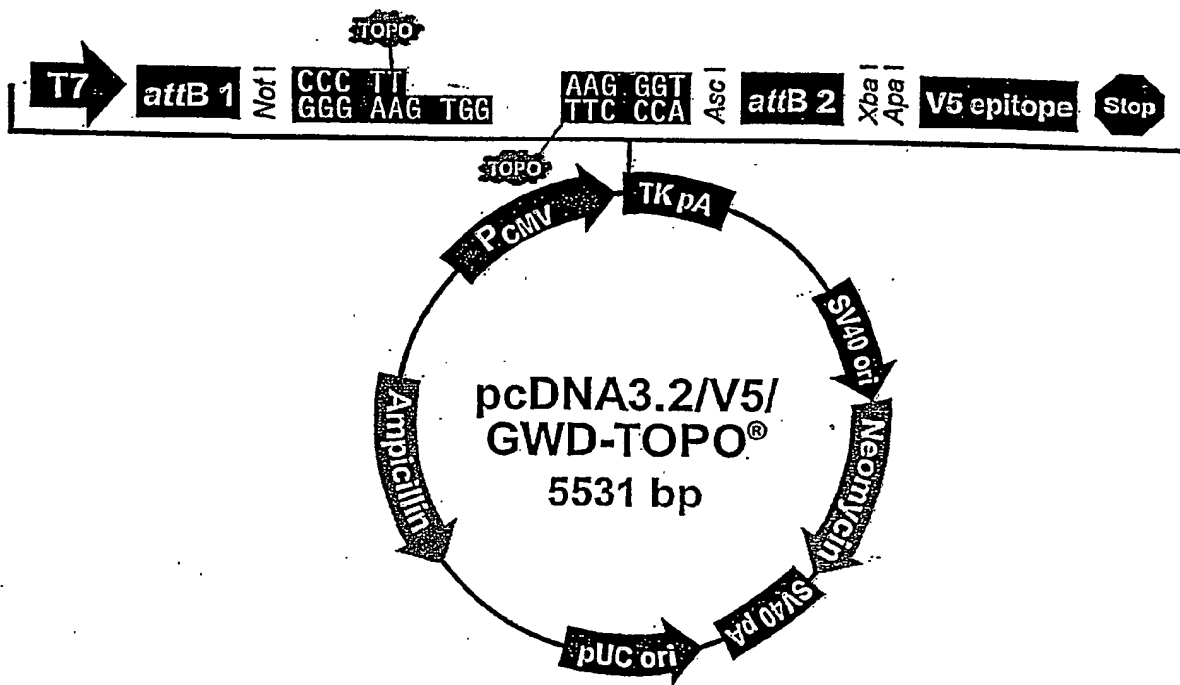 TOPO
T7
attB 1
Not I
CCC TT
GGG AAG TGG
AAG GGT
TTC CCA
Asc I
attB 2
Xba I
Apa I
V5 epitope
Stop
TOPO
PCMV
TK pA
SV40 ori
Neomycin
SV40 pA
pUC ori
Ampicillin
pcDNA3.2/V5/
GWD-TOPO®
5531 bp